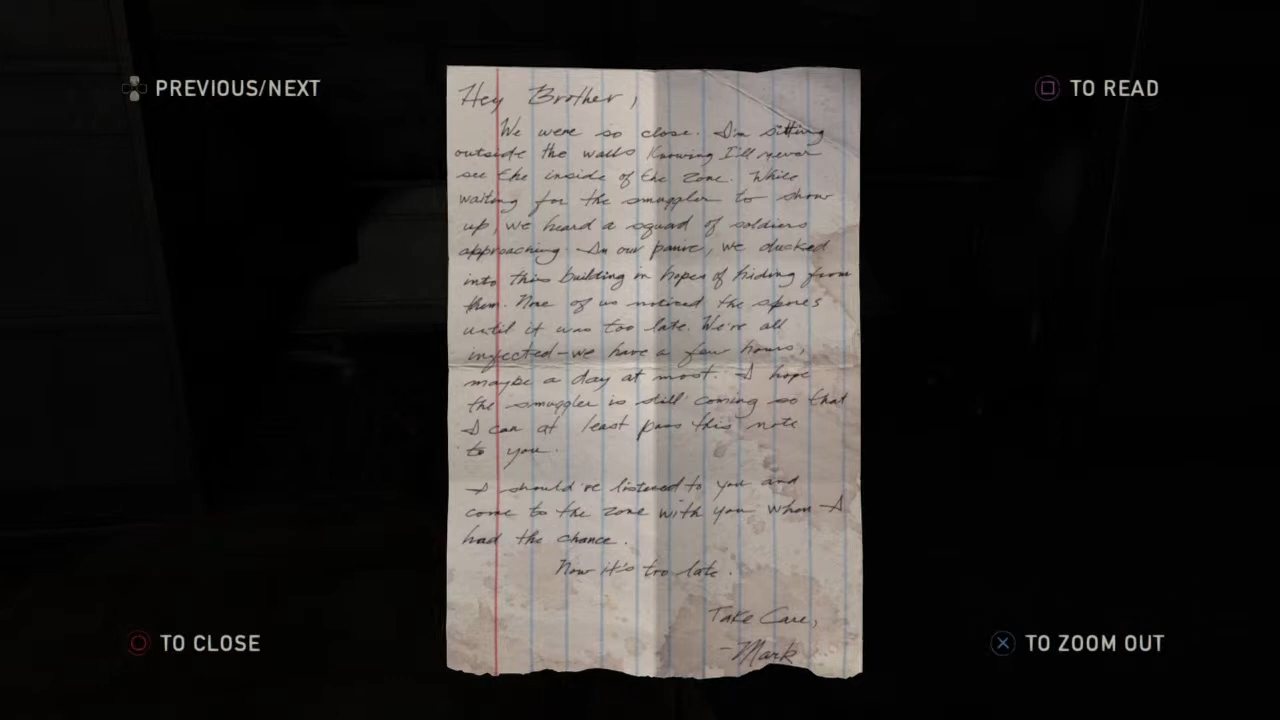 PREVIOUS/NEXT
TO READ
Hey Brother,
We were so close. I'm sitting
outside the walls knowing I'll never
see the inside of the zone. While
waiting for the smuggler to show
up, we heard a squad of soldiers
approaching. In our panic, we ducked
into this building in hopes of hiding from
them. None of us noticed the spores
until it was too late. We're all
infected-we have a few hours,
maybe a day at most. I hope
the smuggler is still coming so that
I can at least pass this note
to you.
I should've listened to you and
come to the zone with you when I
had the chance.
Now it's too late.
Take Care,
-Mark
TO CLOSE
TO ZOOM OUT